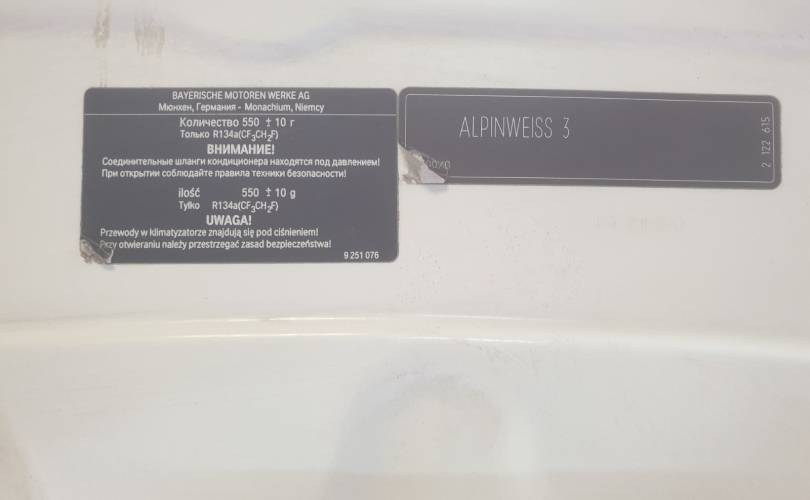 BAYERISCHE MOTOREN WERKE AG
Мюнхен, Германия - Monachium, Niemcy
Количество 550 ± 10 г
Только R134a(CF₃CH₂F)
ВНИМАНИЕ!
Соединительные шланги кондиционера находятся под давлением!
При открытии соблюдайте правила техники безопасности!
ilość 550 ± 10 g
Tylko R134a(CF₃CH₂F)
UWAGA!
Przewody w klimatyzatorze znajdują się pod ciśnieniem!
Przy otwieraniu należy przestrzegać zasad bezpieczeństwa!
9 251 076
ALPINWEISS 3
2 122 615